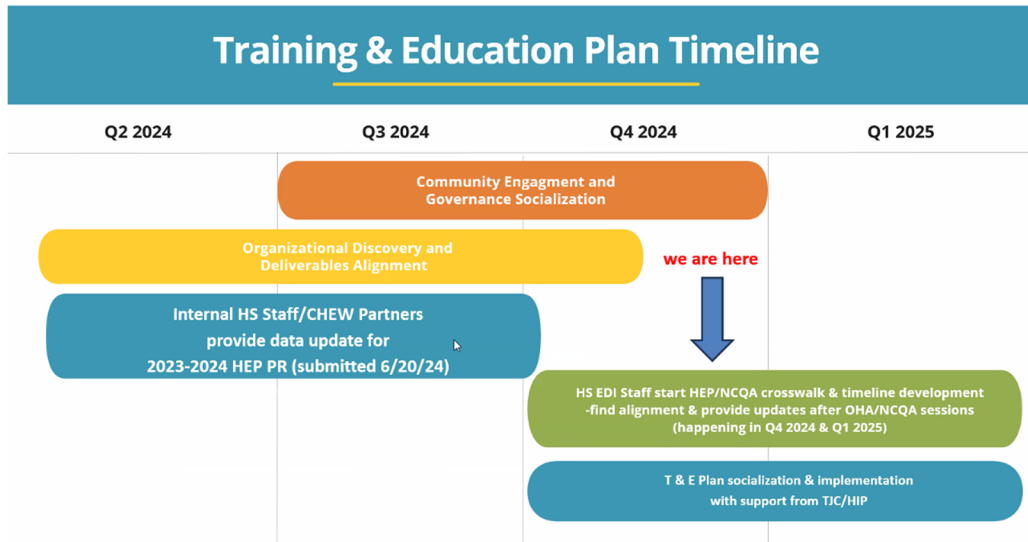 Training & Education Plan Timeline
Q2 2024
Q3 2024
Q4 2024
Q1 2025
Community Engagment and
Governance Socialization
Organizational Discovery and
Deliverables Alignment
we are here
Internal HS Staff/CHEW Partners
provide data update for
2023-2024 HEP PR (submitted 6/20/24)
HS EDI Staff start HEP/NCQA crosswalk & timeline development
-find alignment & provide updates after OHA/NCQA sessions
(happening in Q4 2024 & Q1 2025)
T & E Plan socialization & implementation
with support from TJC/HIP